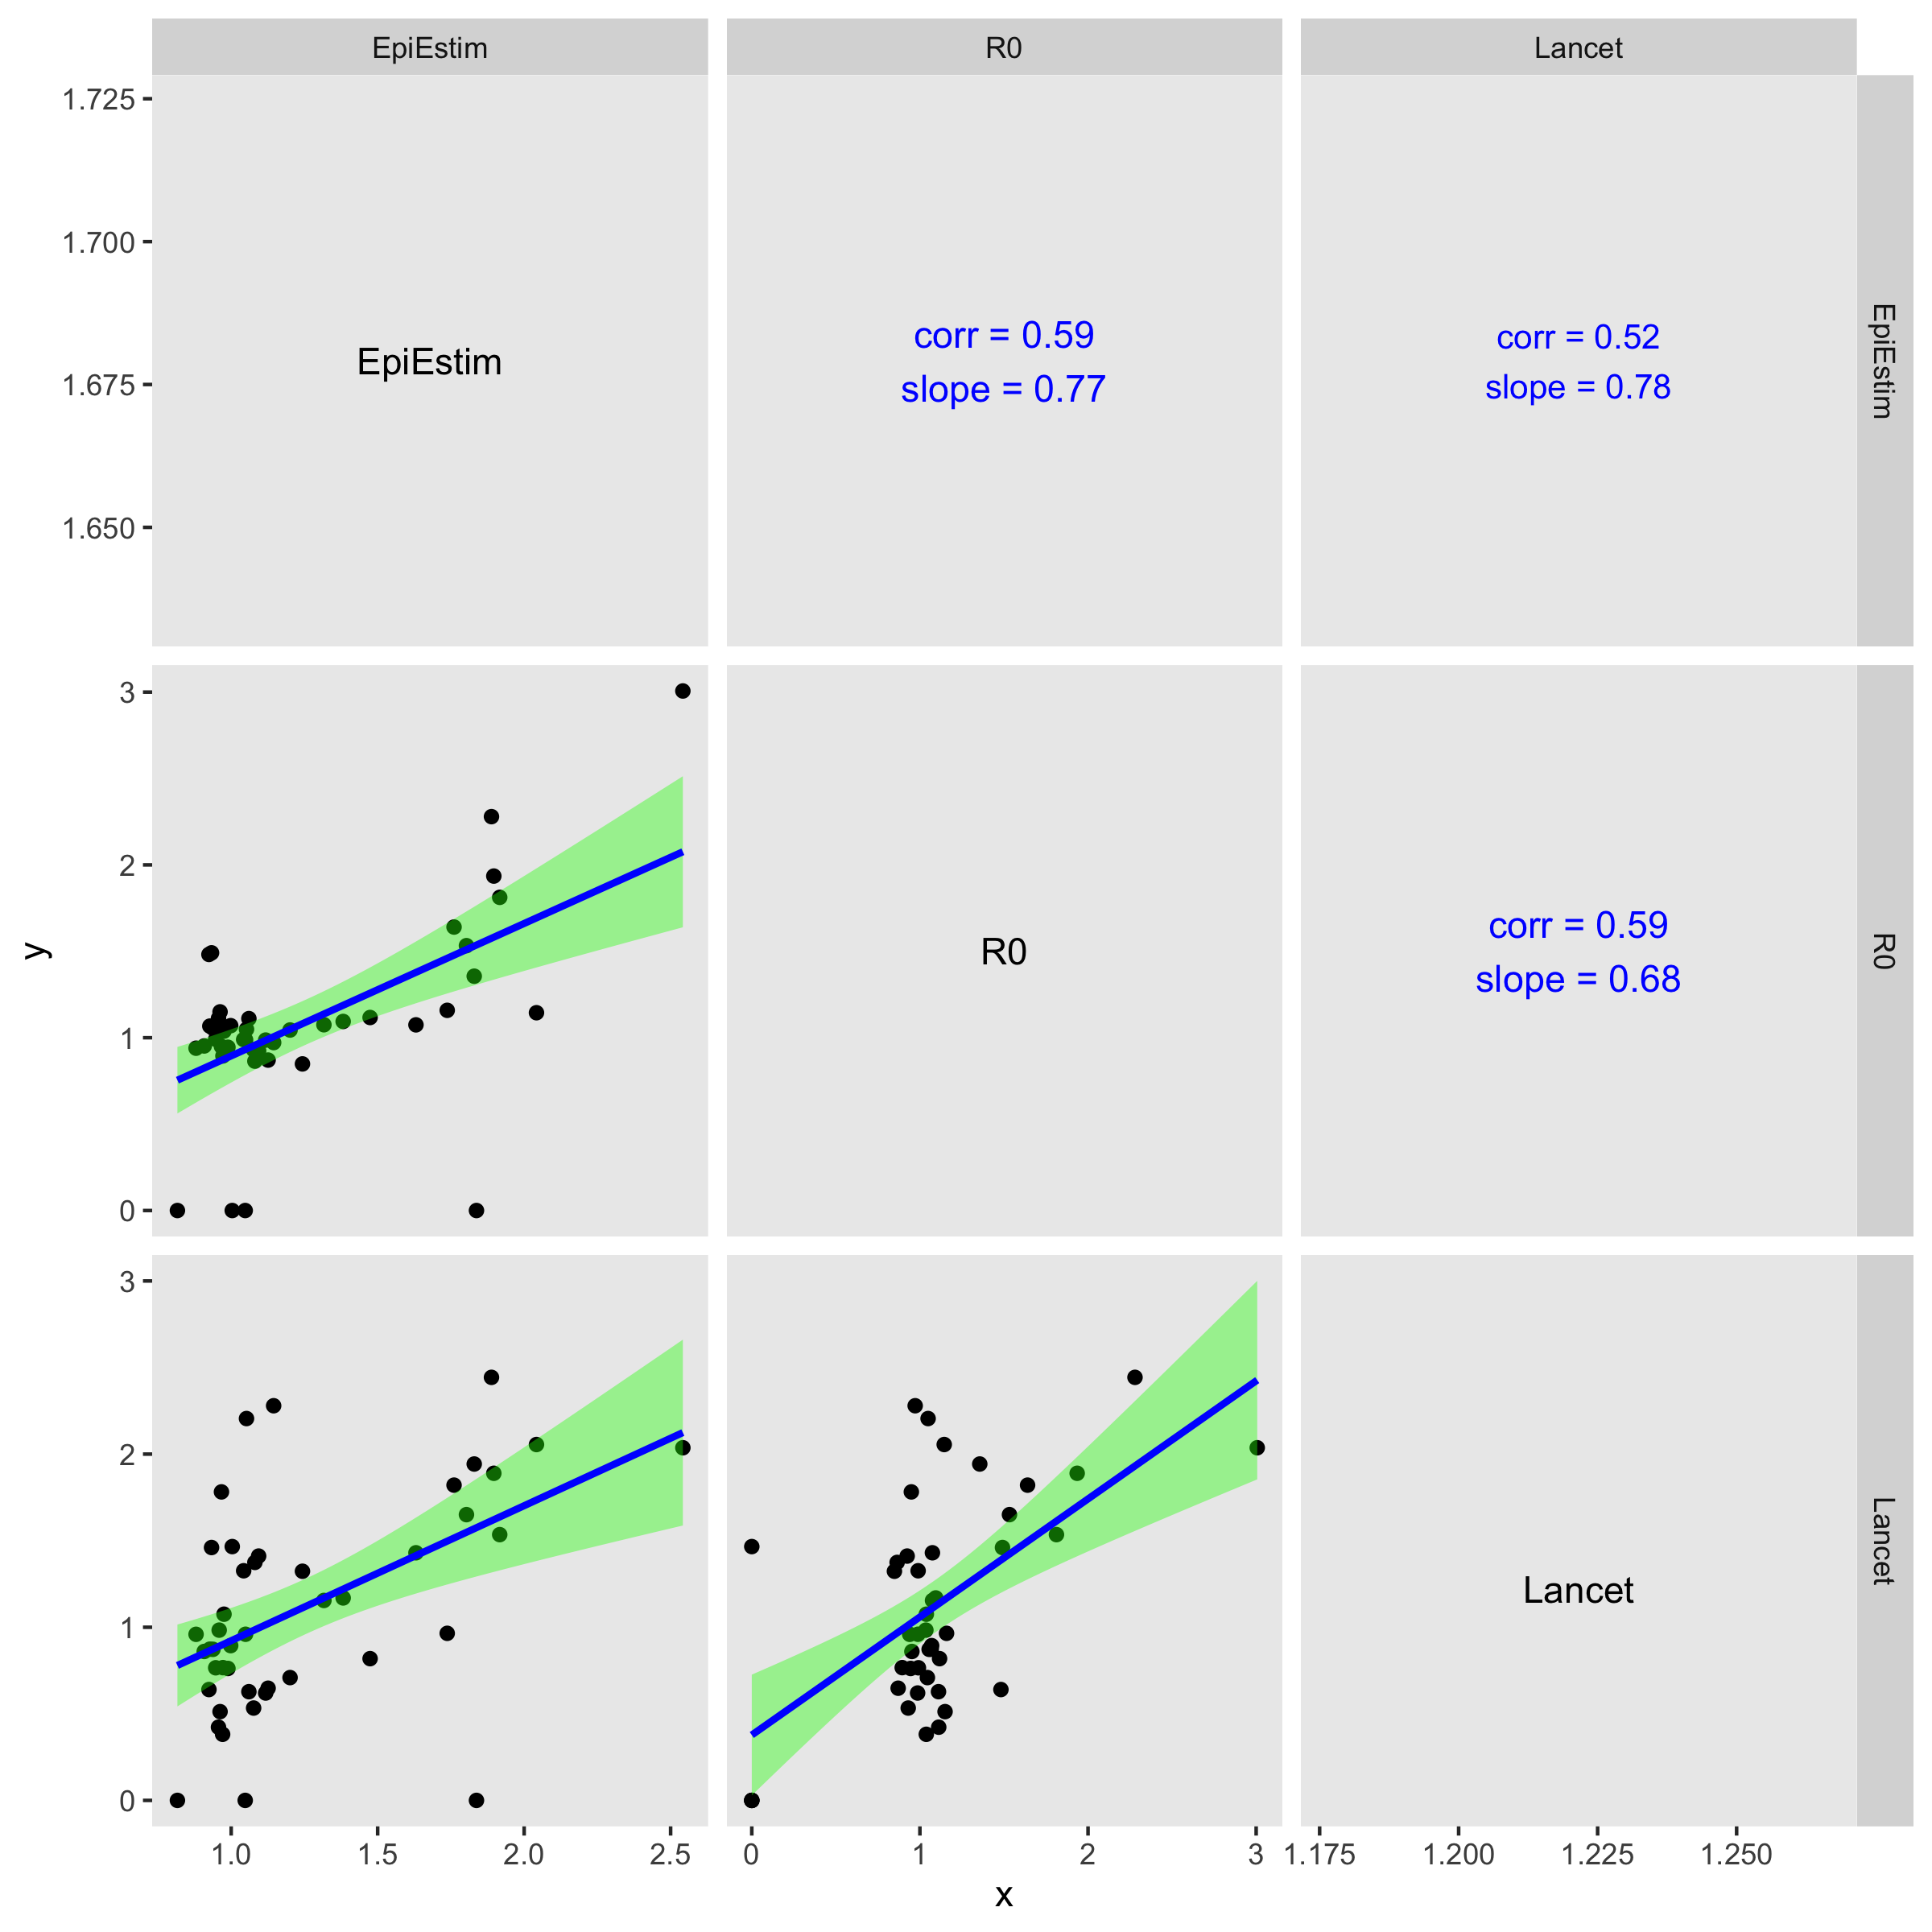 EpiEstim R0 Lancet
1.725
1.700
1.675
1.650
EpiEstim
corr = 0.59
slope = 0.77
corr = 0.52
slope = 0.78
EpiEstim
3
2
1
0
y
R0
corr = 0.59
slope = 0.68
R0
3
2
1
0
Lancet
Lancet
1.0 1.5 2.0 2.5 0 1 2 3 1.175 1.200 1.225 1.250
x